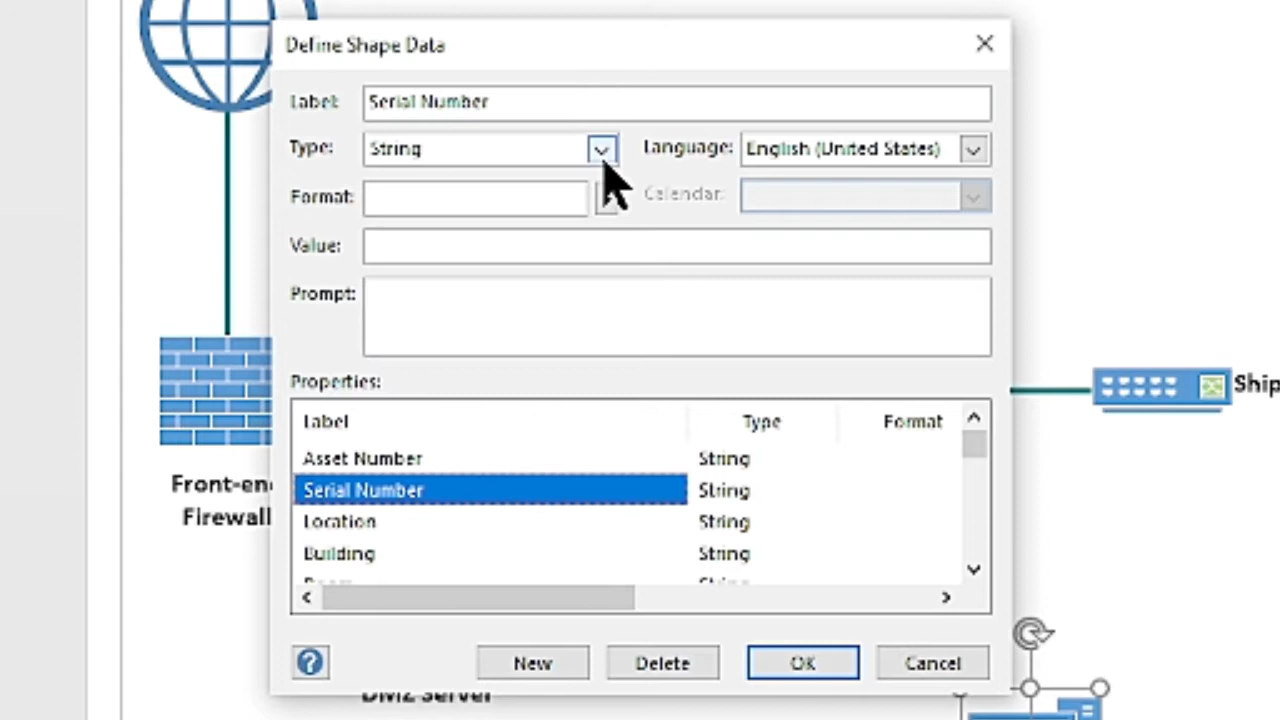 Define Shape Data
Label: Serial Number
Type: String Language: English (United States)
Format: Calendar:
Value:
Prompt:
Properties:
Label Type Format
Asset Number String
Serial Number String
Location String
Building String
Ship
Front-en
Firewall
? New Delete OK Cancel
DMZ Server